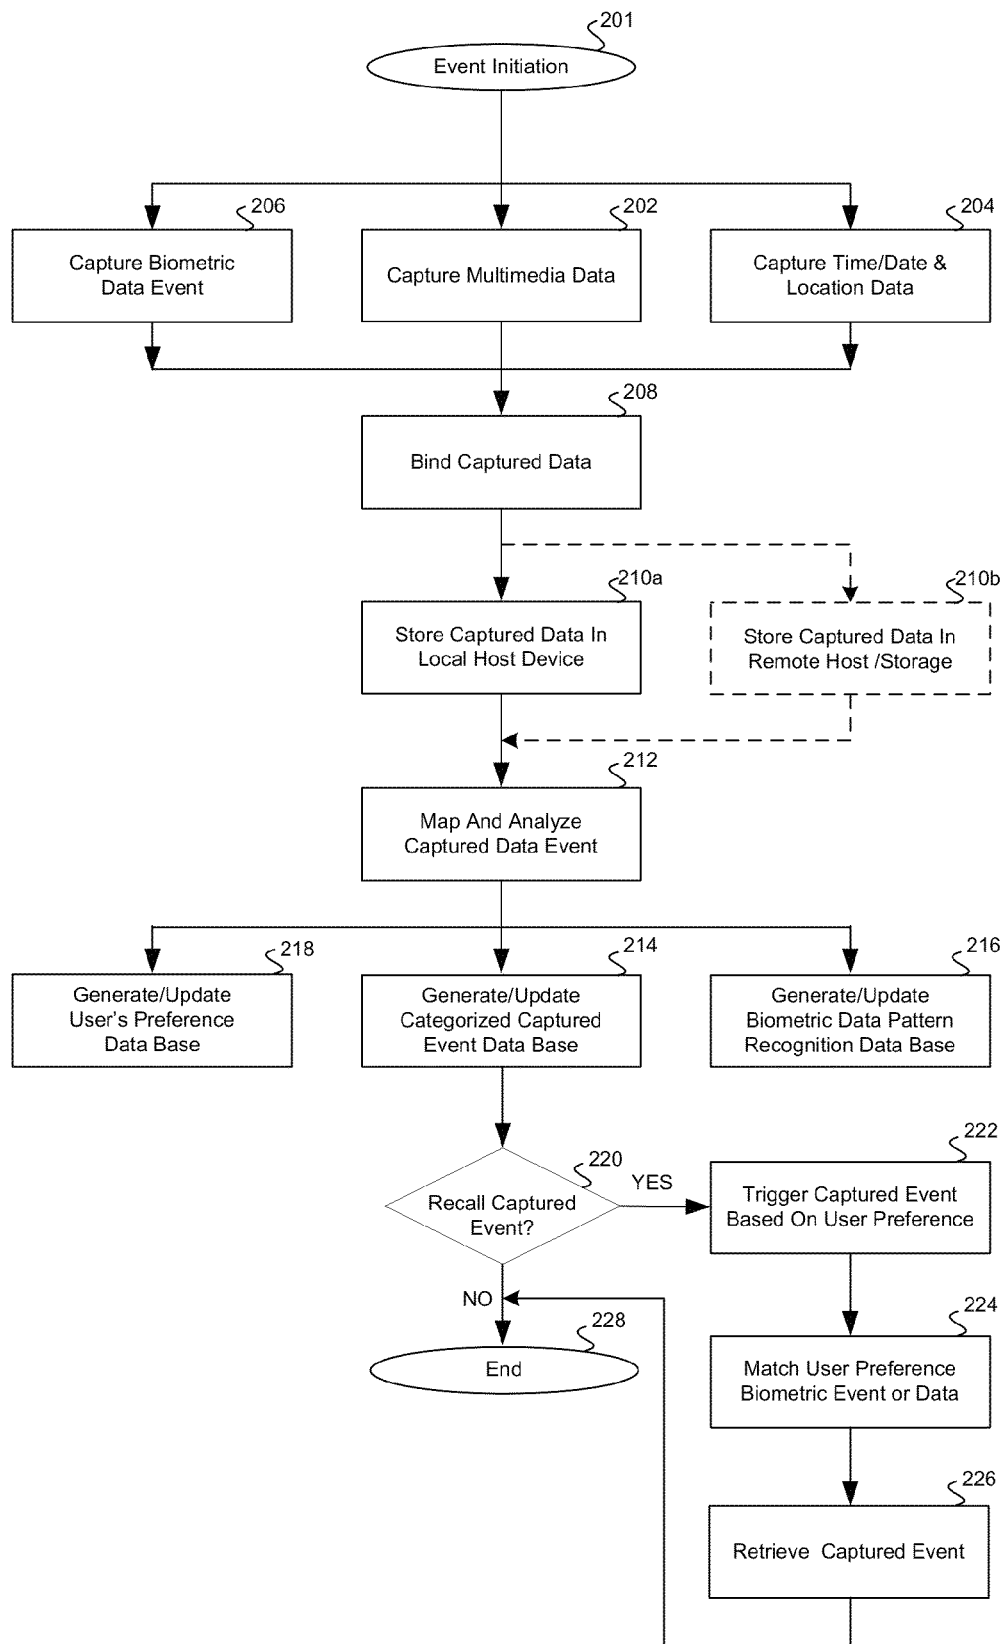 201
Event Initiation
206
202
204
Capture Biometric
Data Event
Capture Multimedia Data
Capture Time/Date &
Location Data
208
Bind Captured Data
210a
210b
Store Captured Data In
Local Host Device
Store Captured Data In
Remote Host /Storage
212
Map And Analyze
Captured Data Event
218
214
216
Generate/Update
User's Preference
Data Base
Generate/Update
Categorized Captured
Event Data Base
Generate/Update
Biometric Data Pattern
Recognition Data Base
220
YES
222
Recall Captured
Event?
Trigger Captured Event
Based On User Preference
NO
224
228
End
Match User Preference
Biometric Event or Data
226
Retrieve Captured Event